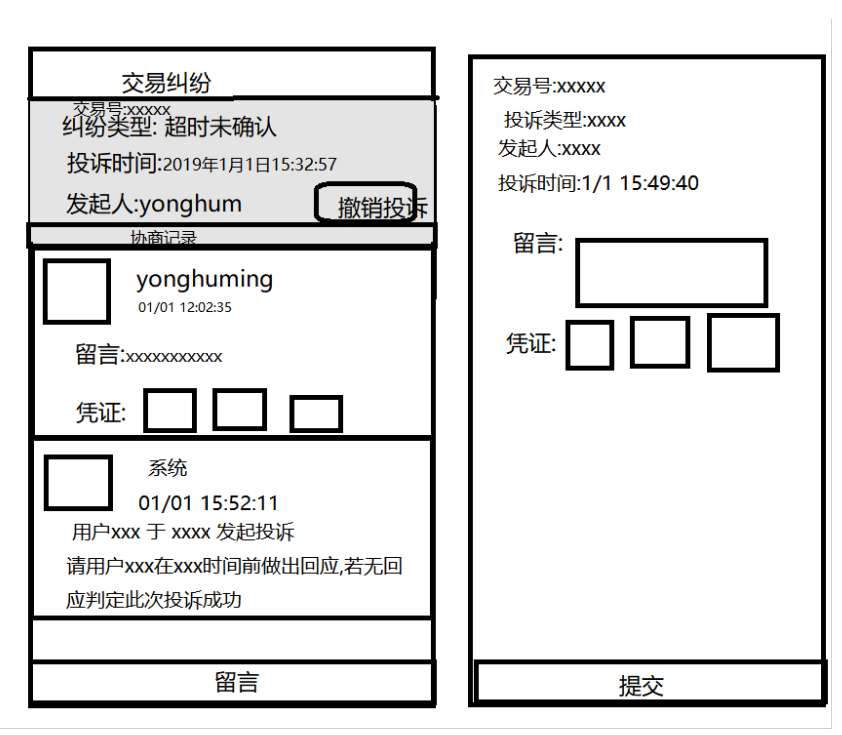 交易纠纷
交易号:xxxxx
纠纷类型: 超时未确认
投诉时间:2019年1月1日15:32:57
发起人:yonghum
撤销投诉
协商记录
yonghuming
01/01 12:02:35
留言:xxxxxxxxxxx
凭证:
系统
01/01 15:52:11
用户xxx 于 xxxx 发起投诉
请用户xxx在xxx时间前做出回应,若无回
应判定此次投诉成功
留言
交易号:xxxxx
投诉类型:xxxx
发起人:xxxx
投诉时间:1/1 15:49:40
留言:
凭证:
提交